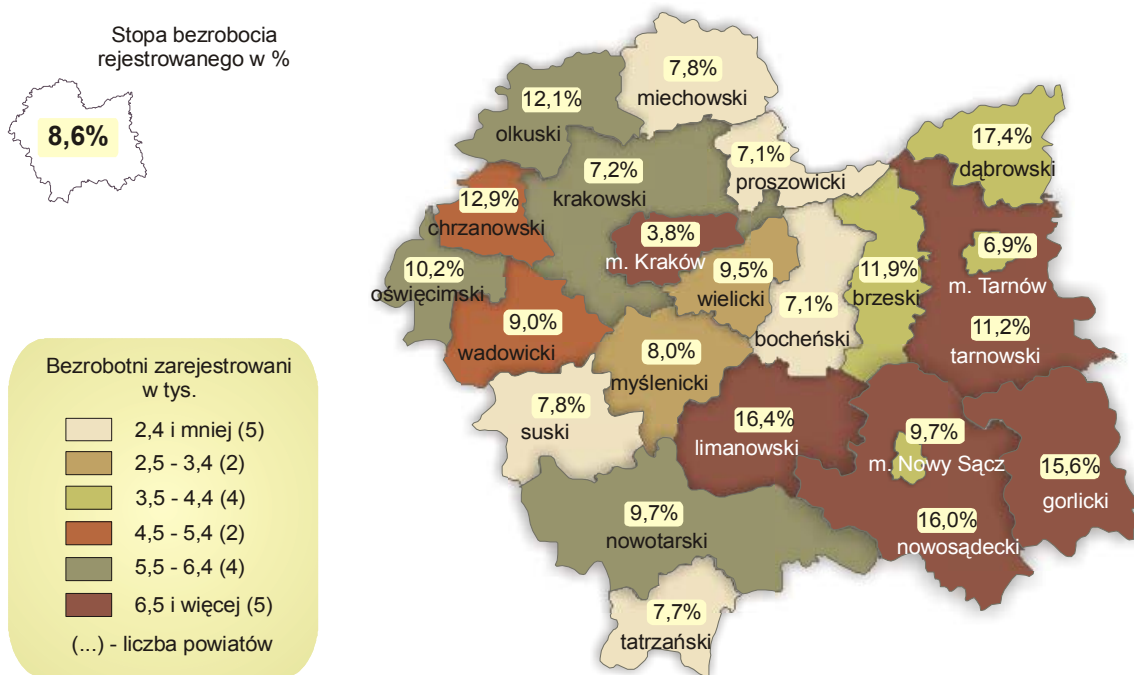 Stopa bezrobocia
rejestrowanego w %
8,6%
7,8%
miechowski
12,1%
olkuski
17,4%
dąbrowski
7,1%
proszowicki
7,2%
krakowski
12,9%
chrzanowski
3,8%
m. Kraków
6,9%
m. Tarnów
10,2%
oświęcimski
9,5%
wielicki
11,9%
brzeski
7,1%
bocheński
9,0%
wadowicki
11,2%
tarnowski
8,0%
myślenicki
7,8%
suski
16,4%
limanowski
9,7%
m. Nowy Sącz
15,6%
gorlicki
9,7%
nowotarski
16,0%
nowosądecki
7,7%
tatrzański
Bezrobotni zarejestrowani
w tys.
2,4 i mniej (5)
2,5 - 3,4 (2)
3,5 - 4,4 (4)
4,5 - 5,4 (2)
5,5 - 6,4 (4)
6,5 i więcej (5)
(...) - liczba powiatów